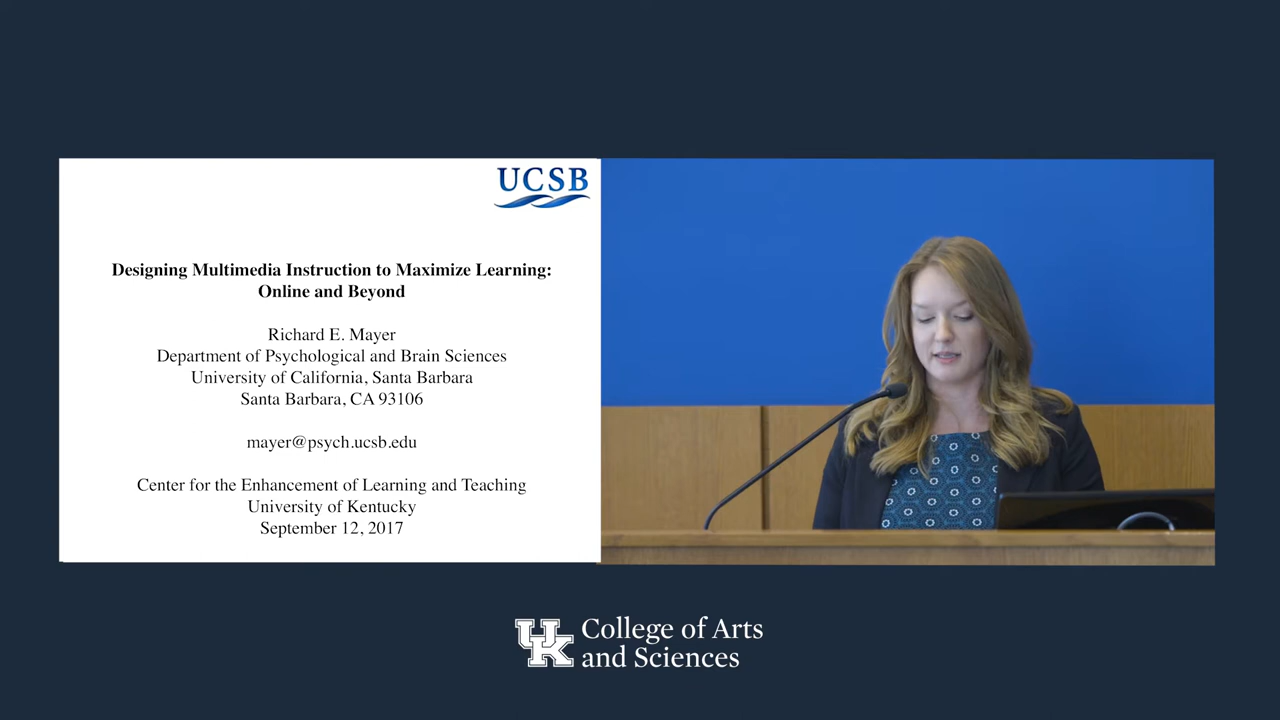 UCSB
Designing Multimedia Instruction to Maximize Learning:
Online and Beyond
Richard E. Mayer
Department of Psychological and Brain Sciences
University of California, Santa Barbara
Santa Barbara, CA 93106
mayer@psych.ucsb.edu
Center for the Enhancement of Learning and Teaching
University of Kentucky
September 12, 2017
UK College of Arts
and Sciences